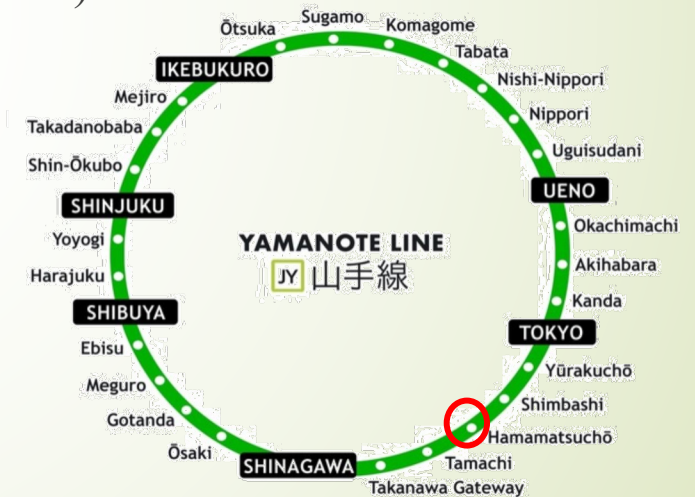 Sugamo
Komagome
Ōtsuka
Tabata
IKEBUKURO
Nishi-Nippori
Mejiro
Nippori
Takadanobaba
Uguisudani
Shin-Ōkubo
UENO
SHINJUKU
Okachimachi
Yoyogi
YAMANOTE LINE
JY 山手線
Akihabara
Harajuku
Kanda
SHIBUYA
TOKYO
Ebisu
Yūrakuchō
Meguro
Shimbashi
Gotanda
Hamamatsuchō
Ōsaki
Tamachi
SHINAGAWA
Takanawa Gateway